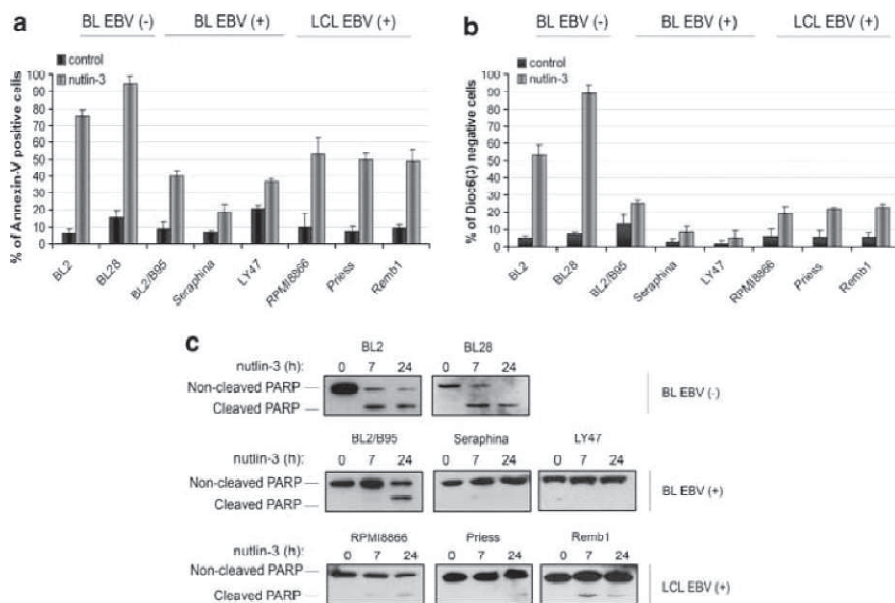 a BL EBV (-) BL EBV (+) LCL EBV (+)
control
nutlin-3
% of Annexin-V positive cells
100
90
80
70
60
50
40
30
20
10
0
BL2 BL28 BL2/B95 Seraphina LY47 RPMI8866 Priess Remb1
b BL EBV (-) BL EBV (+) LCL EBV (+)
control
nutlin-3
% of Dioc6(3) negative cells
100
90
80
70
60
50
40
30
20
10
0
BL2 BL28 BL2/B95 Seraphina LY47 RPMI8866 Priess Remb1
c BL2 BL28
nutlin-3 (h): 0 7 24 0 7 24
Non-cleaved PARP
Cleaved PARP
BL EBV (-)
BL2/B95 Seraphina LY47
nutlin-3 (h): 0 7 24 0 7 24 0 7 24
Non-cleaved PARP
Cleaved PARP
BL EBV (+)
RPMI8866 Priess Remb1
nutlin-3 (h): 0 7 24 0 7 24 0 7 24
Non-cleaved PARP
Cleaved PARP
LCL EBV (+)